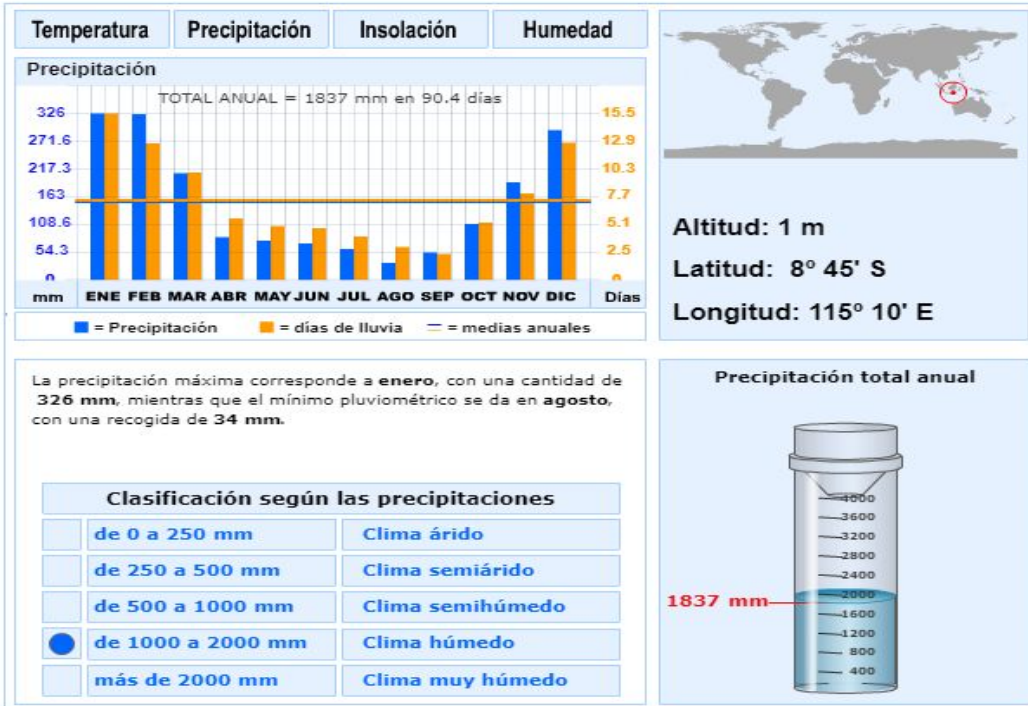 Temperatura Precipitación Insolación Humedad
Precipitación
TOTAL ANUAL = 1837 mm en 90.4 días
326 15.5
271.6 12.9
217.3 10.3
163 7.7
108.6 5.1
54.3 2.5
0 0
mm ENE FEB MAR ABR MAY JUN JUL AGO SEP OCT NOV DIC Días
= Precipitación = días de lluvia = medias anuales
Altitud: 1 m
Latitud: 8º 45' S
Longitud: 115º 10' E
La precipitación máxima corresponde a enero, con una cantidad de
326 mm, mientras que el mínimo pluviométrico se da en agosto,
con una recogida de 34 mm.
Clasificación según las precipitaciones
de 0 a 250 mm Clima árido
de 250 a 500 mm Clima semiárido
de 500 a 1000 mm Clima semihúmedo
de 1000 a 2000 mm Clima húmedo
más de 2000 mm Clima muy húmedo
Precipitación total anual
4000
3600
3200
2800
2400
2000
1837 mm
1600
1200
800
400